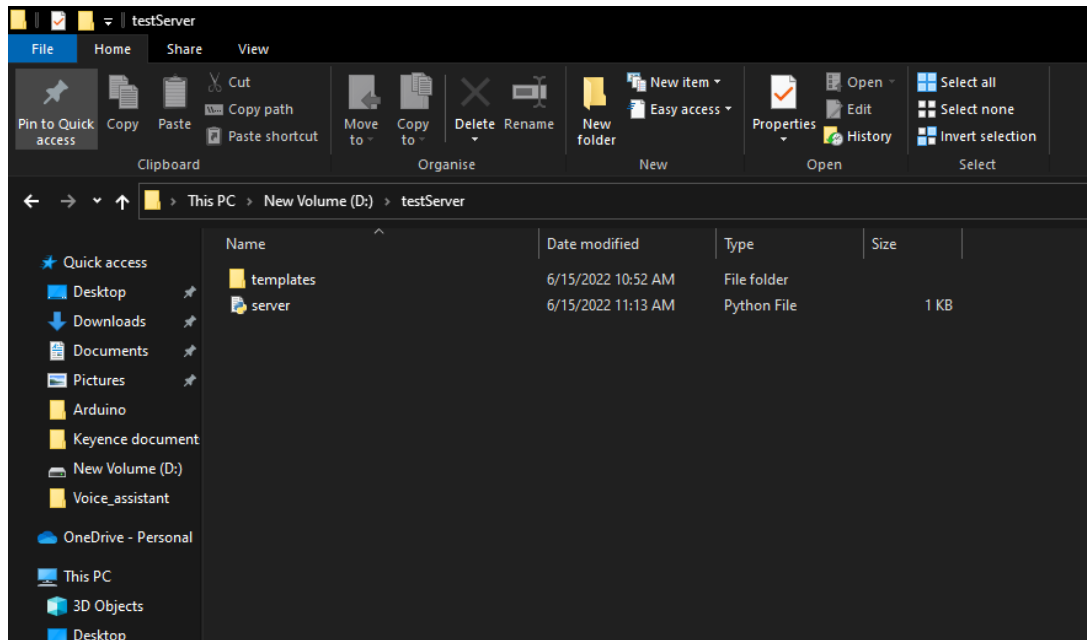 testServer
File Home Share View
Pin to Quick access
Copy
Paste
Cut
Copy path
Paste shortcut
Clipboard
Move to
Copy to
Delete
Rename
Organise
New folder
New item
Easy access
New
Properties
Open
Edit
History
Open
Select all
Select none
Invert selection
Select
This PC > New Volume (D:) > testServer
Name Date modified Type Size
templates 6/15/2022 10:52 AM File folder
server 6/15/2022 11:13 AM Python File 1 KB
Quick access
Desktop
Downloads
Documents
Pictures
Arduino
Keyence document
New Volume (D:)
Voice_assistant
OneDrive - Personal
This PC
3D Objects
Desktop